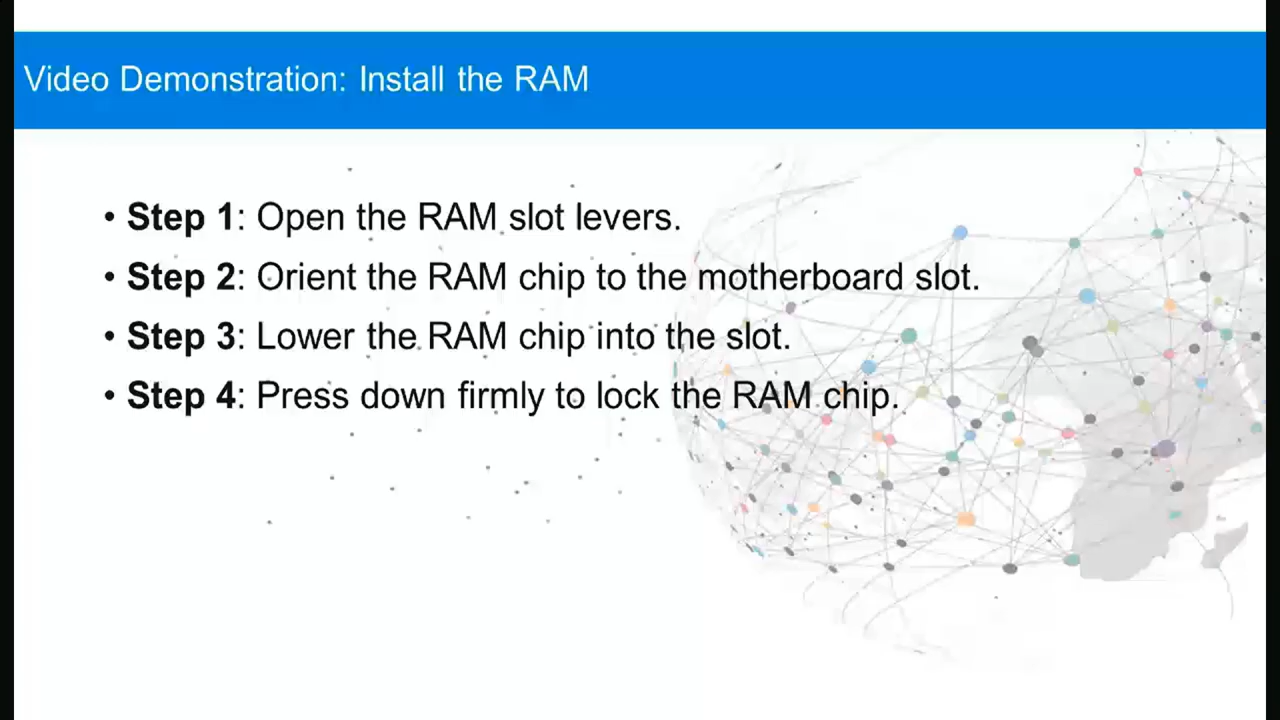 Video Demonstration: Install the RAM
• Step 1: Open the RAM slot levers.
• Step 2: Orient the RAM chip to the motherboard slot.
• Step 3: Lower the RAM chip into the slot.
• Step 4: Press down firmly to lock the RAM chip.